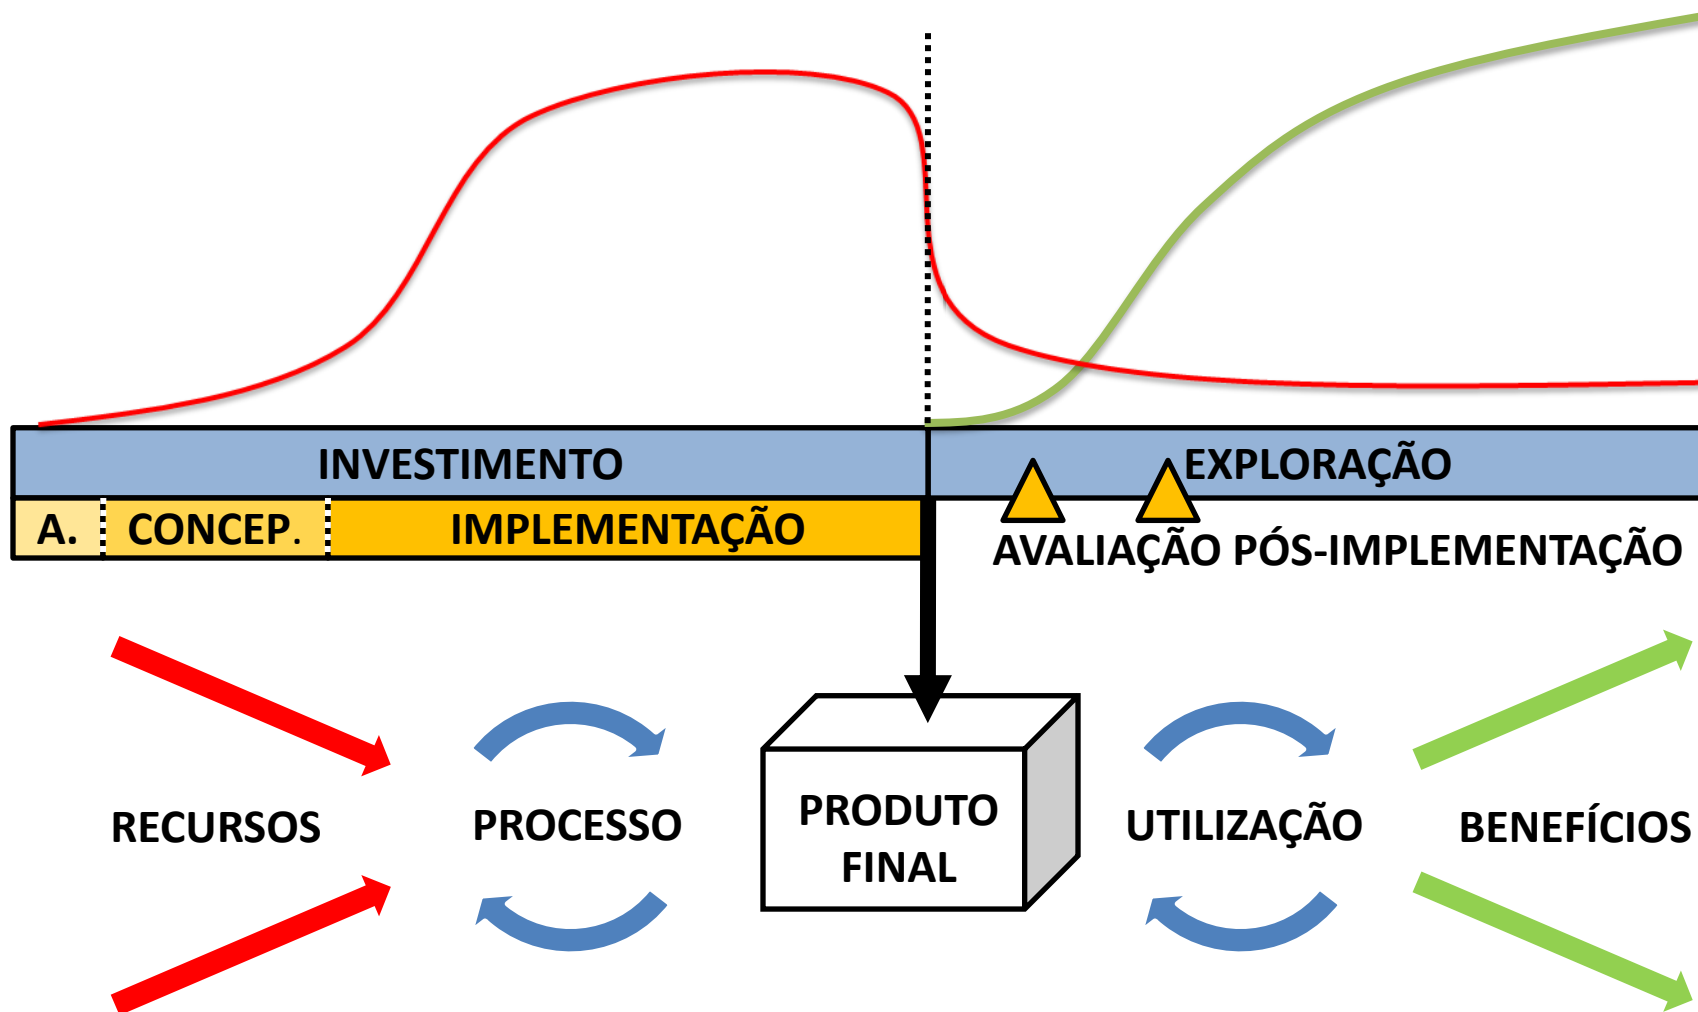 INVESTIMENTO
EXPLORAÇÃO
A.
CONCEP.
IMPLEMENTAÇÃO
AVALIAÇÃO PÓS-IMPLEMENTAÇÃO
RECURSOS
PROCESSO
PRODUTO
FINAL
UTILIZAÇÃO
BENEFÍCIOS